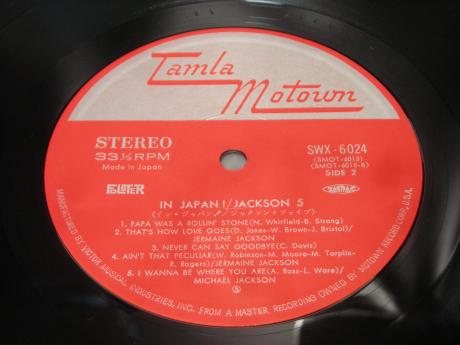 Tamla
Motown
STEREO
33⅓RPM
Made in Japan
SWX-6024
(SMOT-6015)
SIDE 2
IN JAPAN!/JACKSON 5
(イン・ジャパン!/ジャクソン・ファイブ)
1. PAPA WAS A ROLLIN' STONE(N. Whitfield-B. Strong)
2. THAT'S HOW LOVE GOES(D. Jones-W. Brown-J. Bristol)/
JERMAINE JACKSON
3. NEVER CAN SAY GOODBYE(C. Davis)
4. AIN'T THAT PECULIAR(W. Robinson-M. Moore-M. Tarplin-
R. Rogers)/JERMAINE JACKSON
5. I WANNA BE WHERE YOU ARE(A. Ross-L. Ware)/
MICHAEL JACKSON
MANUFACTURED BY VICTOR MUSICAL INDUSTRIES, INC. FROM A MASTER RECORDING OWNED BY MOTOWN RECORD CORP. U.S.A.